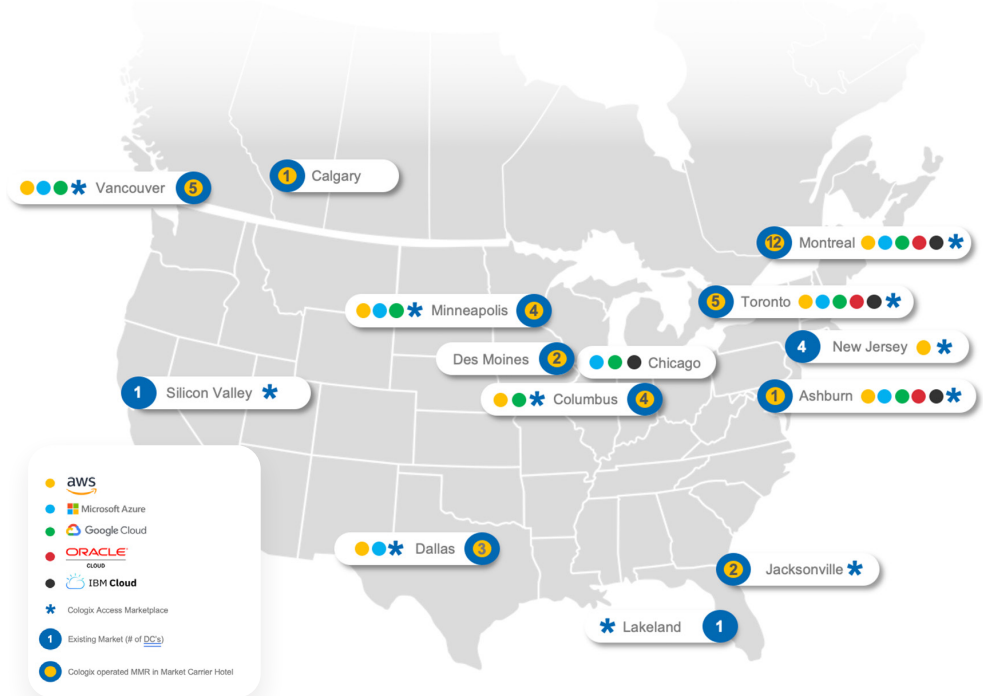 1 Calgary
Vancouver 5
12 Montreal
5 Toronto
Minneapolis 4
4 New Jersey
Des Moines 2
Chicago
1 Silicon Valley
Columbus 4
1 Ashburn
aws
Microsoft Azure
Google Cloud
ORACLE
CLOUD
IBM Cloud
Cologix Access Marketplace
1 Existing Market (# of DC's)
Cologix operated MMR in Market Carrier Hotel
Dallas 3
2 Jacksonville
Lakeland 1